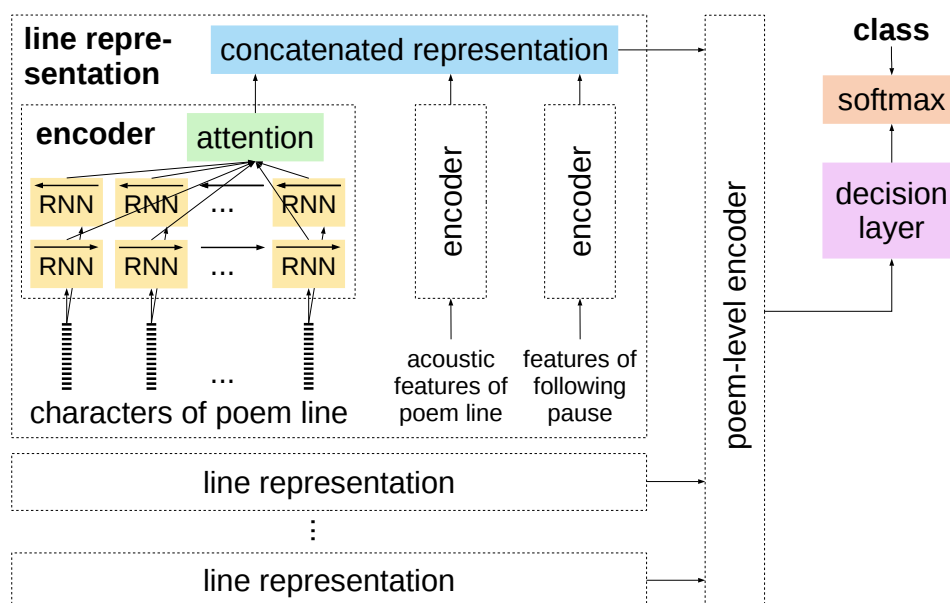 line repre-
sentation
concatenated representation
encoder
attention
RNN
RNN
...
RNN
RNN
RNN
...
RNN
...
characters of poem line
encoder
acoustic
features of
poem line
encoder
features of
following
pause
line representation
...
line representation
poem-level encoder
class
softmax
decision
layer